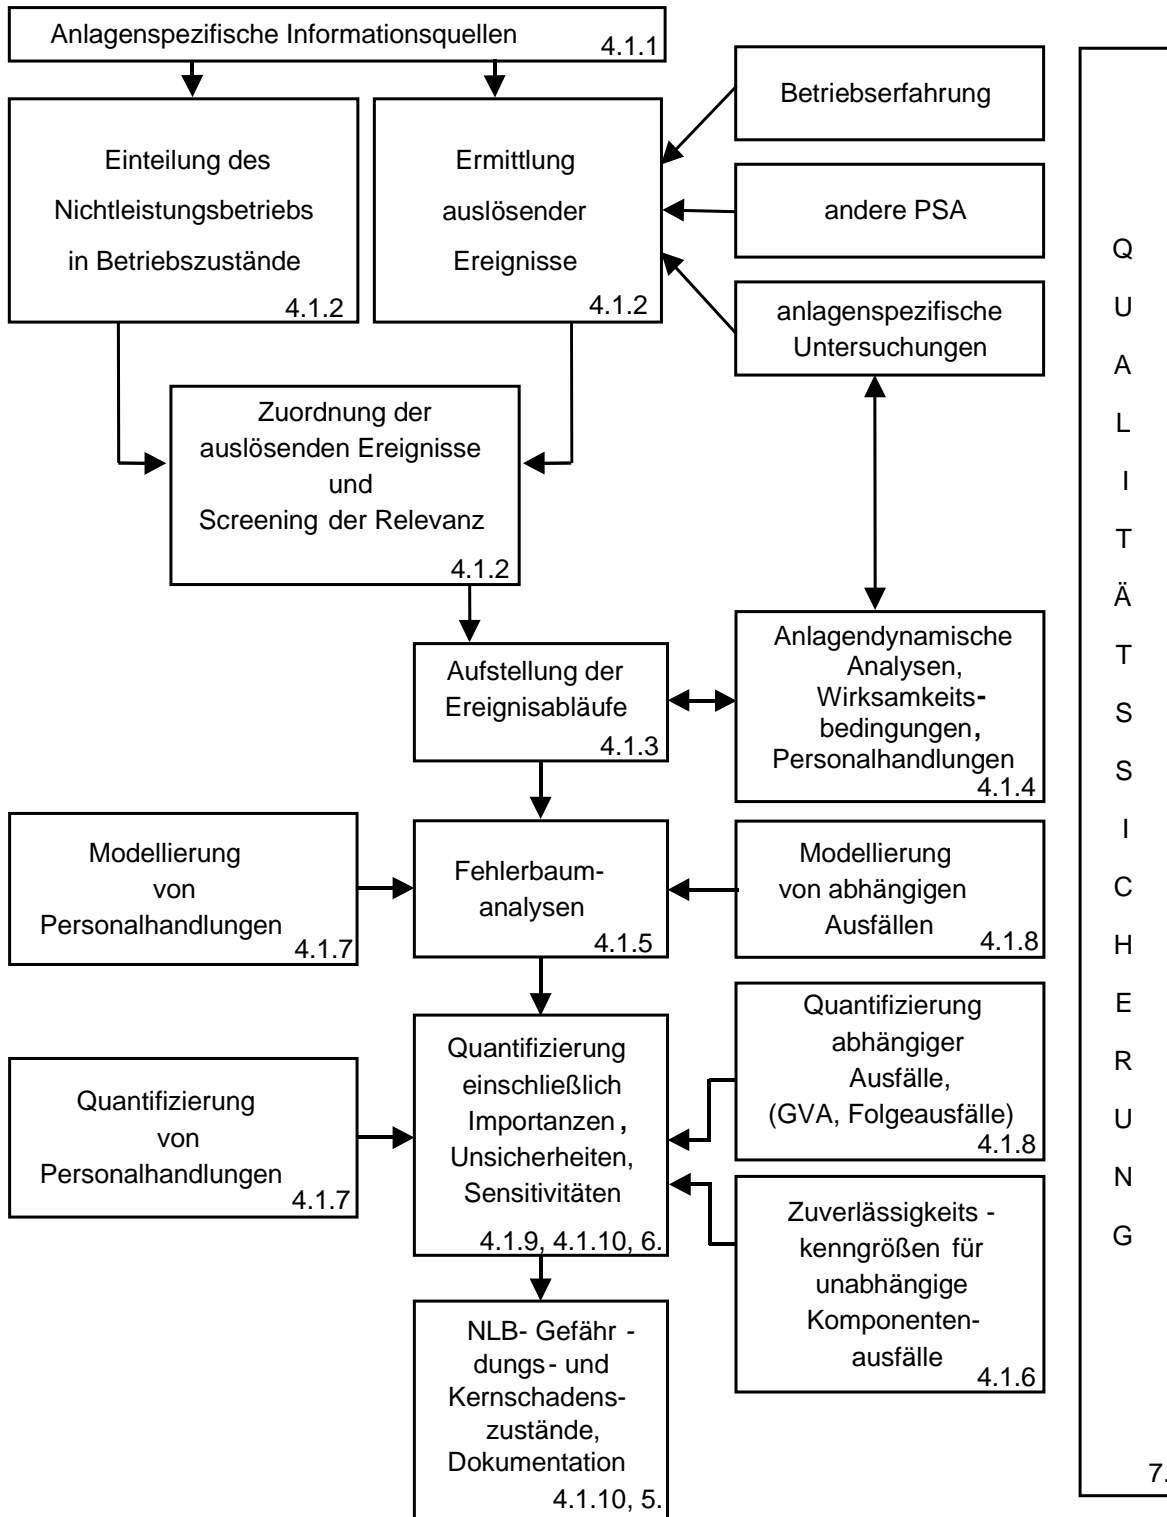 Anlagenspezifische Informationsquellen
4.1.1
Einteilung des
Nichtleistungsbetriebs
in Betriebszustände
4.1.2
Ermittlung
auslösender
Ereignisse
4.1.2
Betriebserfahrung
andere PSA
anlagenspezifische
Untersuchungen
Zuordnung der
auslösenden Ereignisse
und
Screening der Relevanz
4.1.2
Aufstellung der
Ereignisabläufe
4.1.3
Anlagendynamische
Analysen,
Wirksamkeits-
bedingungen,
Personalhandlungen
4.1.4
Modellierung
von
Personalhandlungen
4.1.7
Fehlerbaum-
analysen
4.1.5
Modellierung
von abhängigen
Ausfällen
4.1.8
Quantifizierung
von
Personalhandlungen
4.1.7
Quantifizierung
einschließlich
Importanzen,
Unsicherheiten,
Sensitivitäten
4.1.9, 4.1.10, 6.
Quantifizierung
abhängiger
Ausfälle,
(GVA, Folgeausfälle)
4.1.8
Zuverlässigkeits -
kenngrößen für
unabhängige
Komponenten-
ausfälle
4.1.6
NLB- Gefähr -
dungs- und
Kernschadens-
zustände,
Dokumentation
4.1.10, 5.
Q
U
A
L
I
T
Ä
T
S
S
I
C
H
E
R
U
N
G
7.